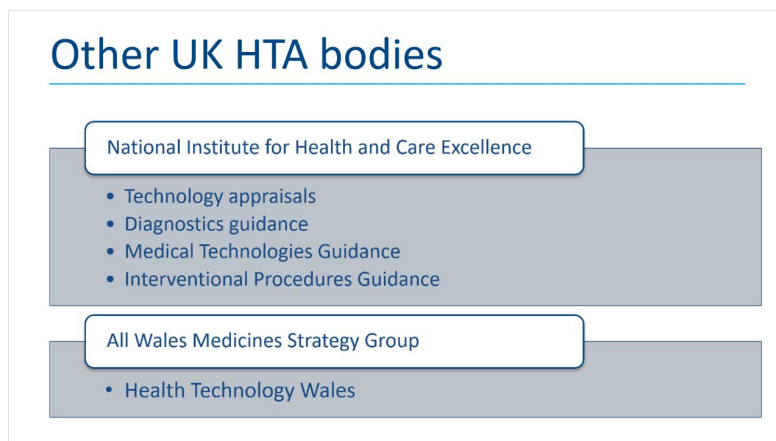 Other UK HTA bodies
National Institute for Health and Care Excellence
• Technology appraisals
• Diagnostics guidance
• Medical Technologies Guidance
• Interventional Procedures Guidance
All Wales Medicines Strategy Group
• Health Technology Wales